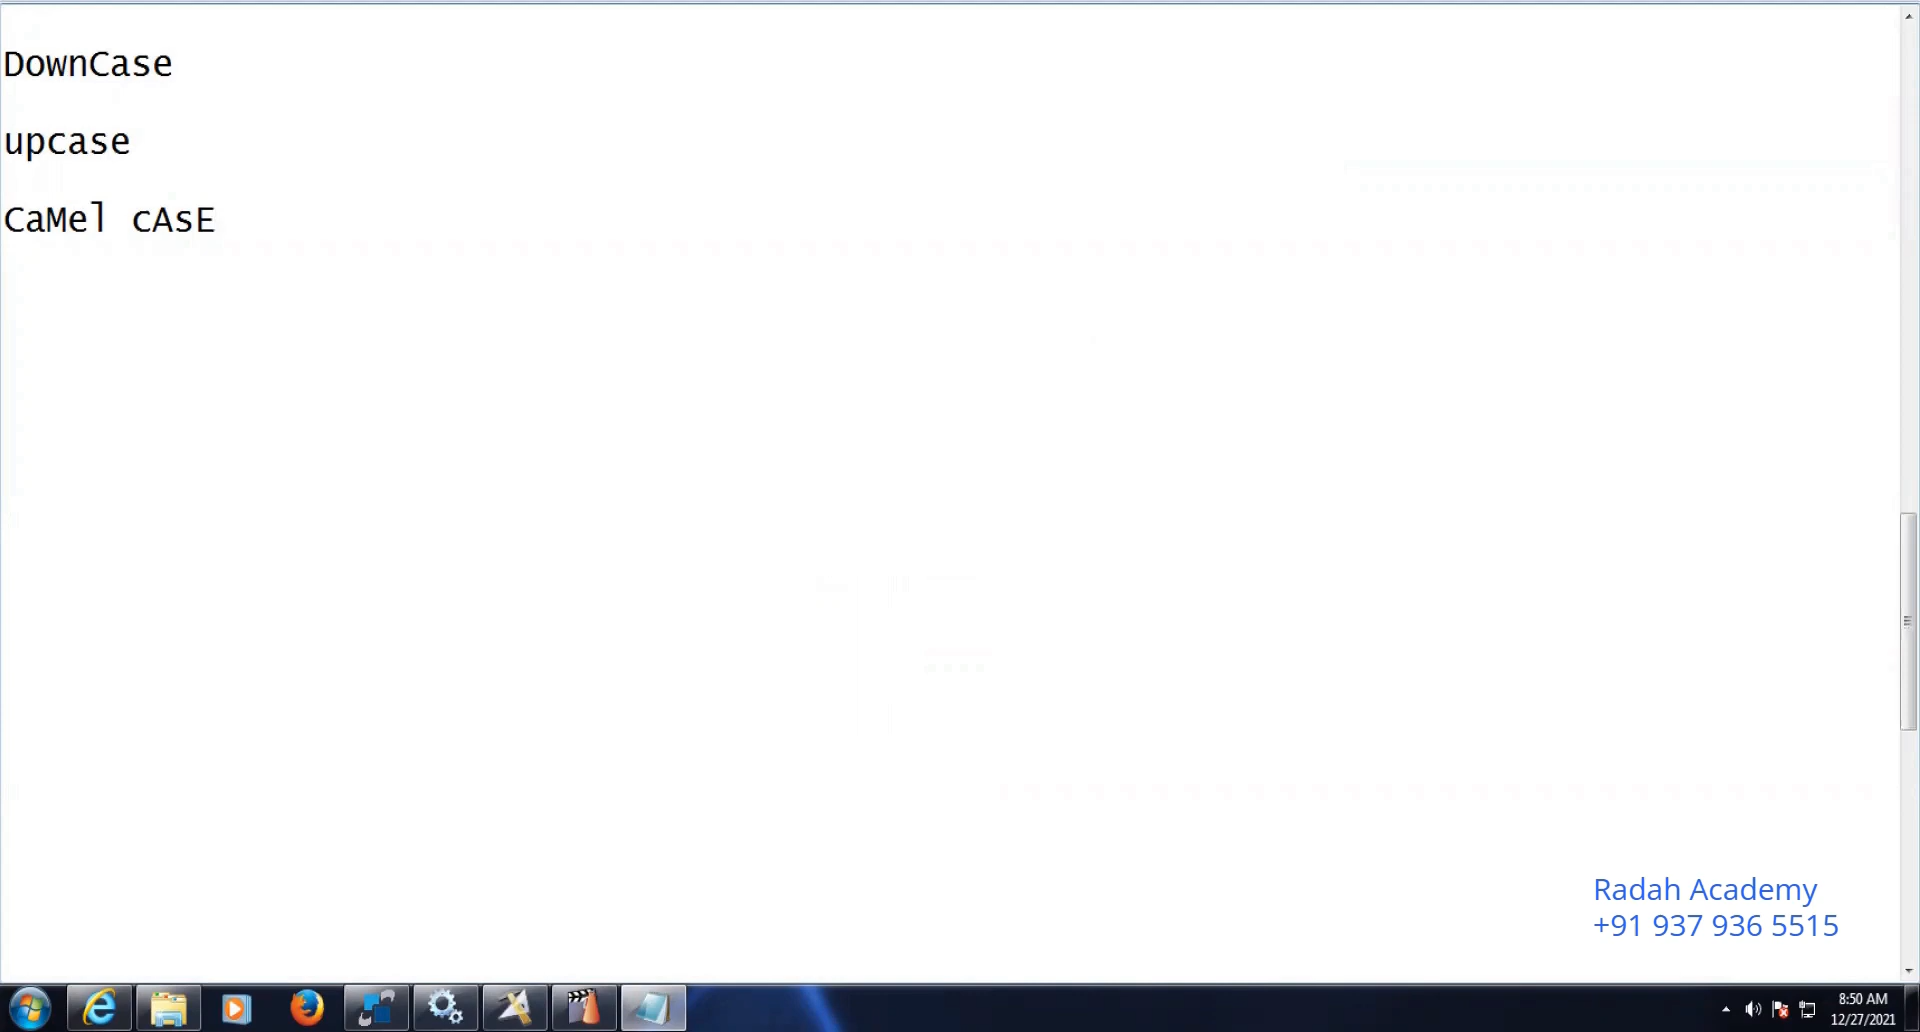 DownCase
upcase
CaMel cAsE
Radah Academy
+91 937 936 5515
8:50 AM
12/27/2021